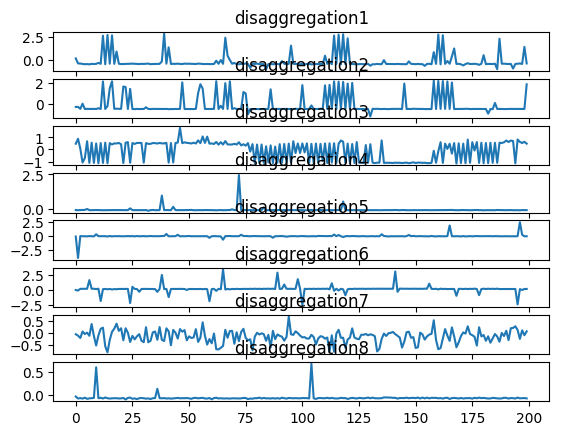 disaggregation1
2.5
0.0
disaggregation2
2
0
disaggregation3
1
0
−1
disaggregation4
2.5
0.0
disaggregation5
2.5
0.0
−2.5
disaggregation6
2.5
0.0
−2.5
disaggregation7
0.5
0.0
−0.5
disaggregation8
0.5
0.0
0 25 50 75 100 125 150 175 200